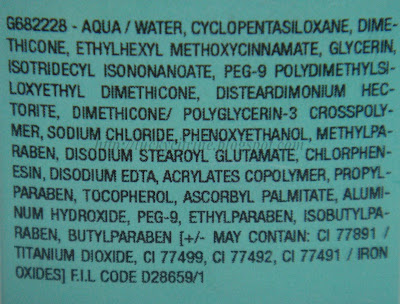 G682228 - AQUA / WATER, CYCLOPENTASILOXANE, DIME-
THICONE, ETHYLHEXYL METHOXYCINNAMATE, GLYCERIN,
ISOTRIDECYL ISONONANOATE, PEG-9 POLYDIMETHYLSI-
LOXYETHYL DIMETHICONE, DISTEARDIMONIUM HEC-
TORITE, DIMETHICONE/ POLYGLYCERIN-3 CROSSPOLY-
MER, SODIUM CHLORIDE, PHENOXYETHANOL, METHYLPA-
RABEN, DISODIUM STEAROYL GLUTAMATE, CHLORPHEN-
ESIN, DISODIUM EDTA, ACRYLATES COPOLYMER, PROPYL-
PARABEN, TOCOPHEROL, ASCORBYL PALMITATE, ALUMI-
NUM HYDROXIDE, PEG-9, ETHYLPARABEN, ISOBUTYLPA-
RABEN, BUTYLPARABEN [+/- MAY CONTAIN: CI 77891 /
TITANIUM DIOXIDE, CI 77499, CI 77492, CI 77491 / IRON
OXIDES] F.I.L CODE D28659/1